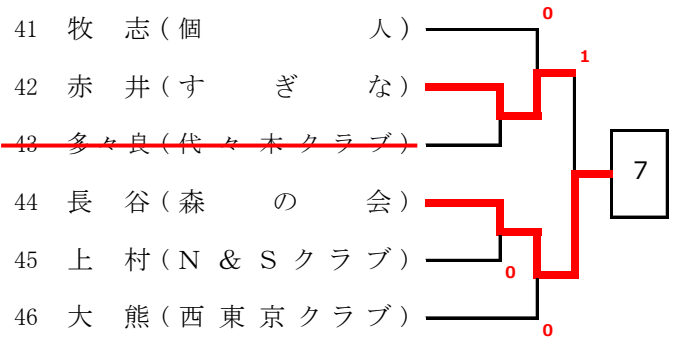 0
41 牧 志(個 人)
1
42 赤 井(す ぎ な)
43 多々良(代々木クラブ)
7
44 長 谷(森 の 会)
45 上 村(N & S クラブ)
0
46 大 熊(西東京クラブ)
0